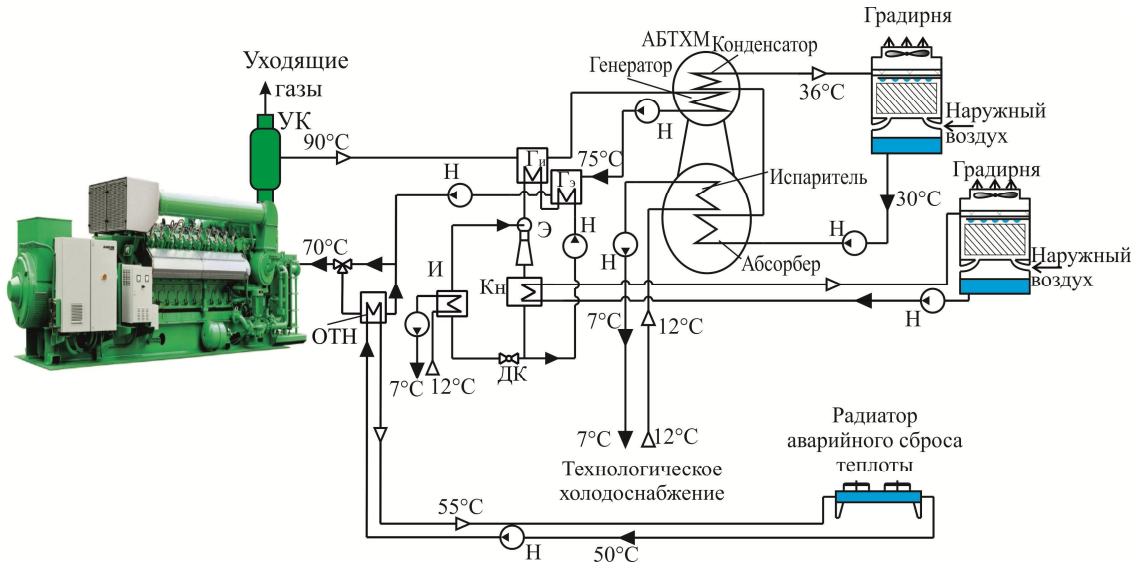 Градирня
АБТХМ
Конденсатор
Генератор
Уходящие
газы
УК
36°C
Наружный
воздух
90°C
Н
Ги
75°C
Гэ
Градирня
Н
Испаритель
30°C
Н
Э
Н
70°C
И
Н
Абсорбер
Наружный
воздух
Кн
Н
ОТН
7°C
12°C
ДК
7°C
12°C
7°C
12°C
Технологическое
холодоснабжение
Радиатор
аварийного сброса
теплоты
55°C
Н
50°C